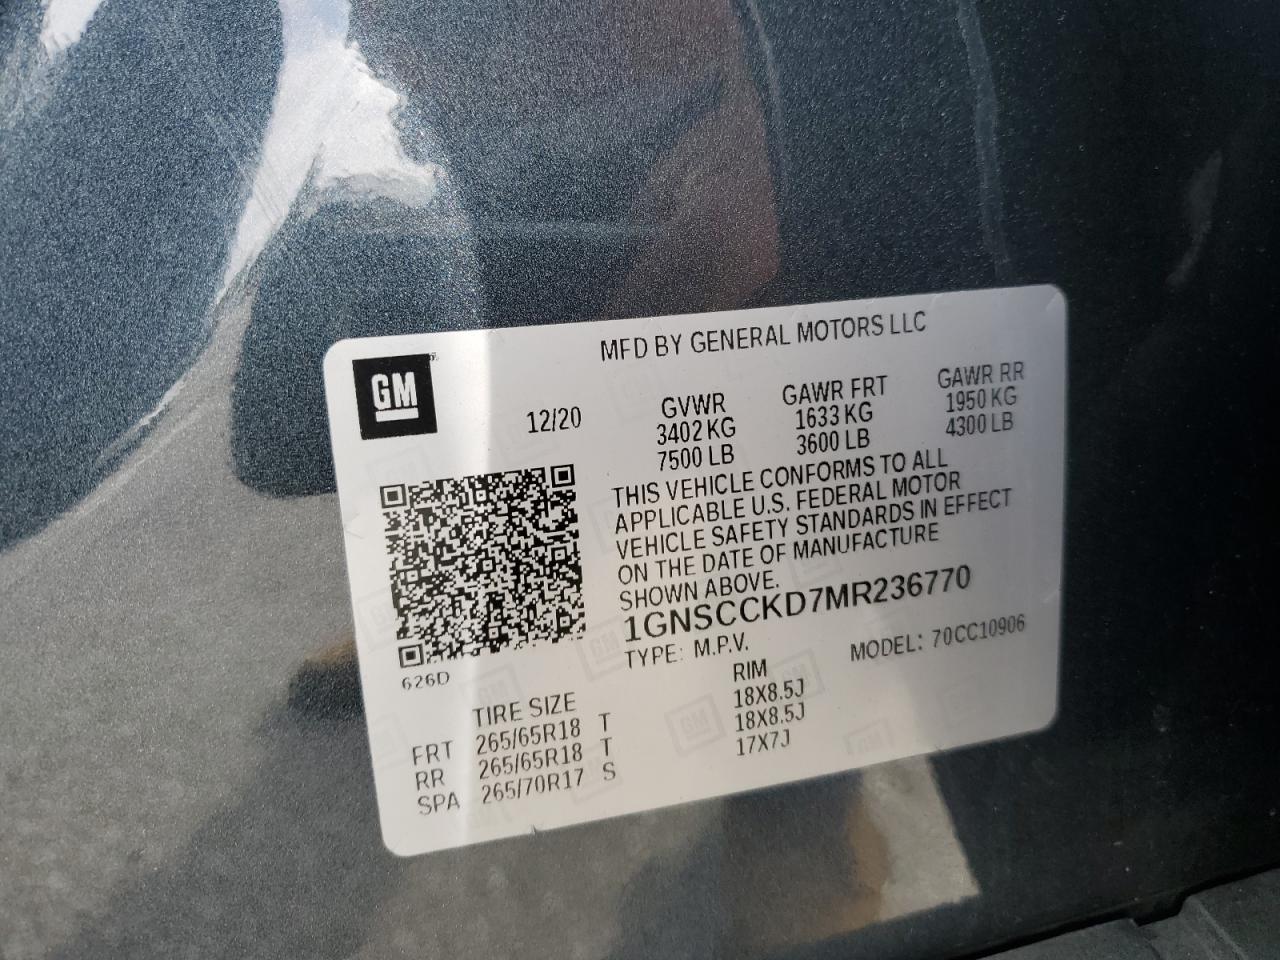 MFD BY GENERAL MOTORS LLC
GM
12/20
GVWR
3402 KG
7500 LB
GAWR FRT
1633 KG
3600 LB
GAWR RR
1950 KG
4300 LB
THIS VEHICLE CONFORMS TO ALL
APPLICABLE U.S. FEDERAL MOTOR
VEHICLE SAFETY STANDARDS IN EFFECT
ON THE DATE OF MANUFACTURE
SHOWN ABOVE.
1GNSCCKD7MR236770
TYPE: M.P.V.
MODEL: 70CC10906
626D
TIRE SIZE RIM
FRT 265/65R18 T 18X8.5J
RR 265/65R18 T 18X8.5J
SPA 265/70R17 S 17X7J